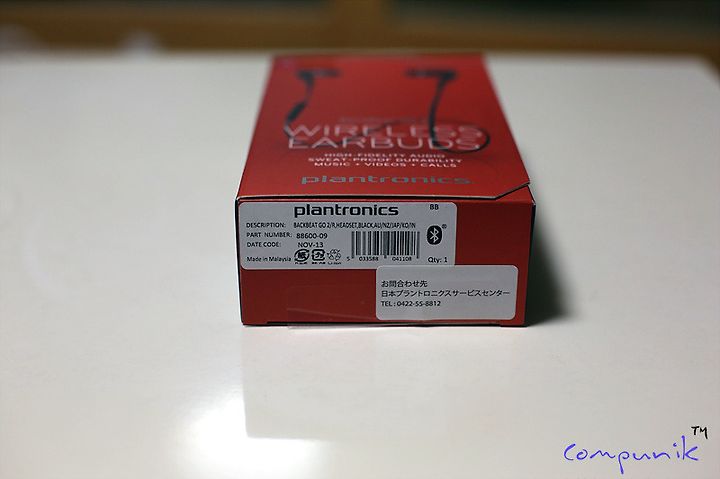 WIRELESS
EARBUDS
HIGH-FIDELITY AUDIO
SWEAT-PROOF DURABILITY
MUSIC • VIDEOS • CALLS
plantronics.
plantronics
BB
DESCRIPTION: BACKBEAT GO 2/R,HEADSET,BLACK,AU/NZ/JAP/KO/IN
PART NUMBER: 88600-09
DATE CODE: NOV-13
Made in Malaysia
5 033588 041108
Qty: 1
お問合わせ先
日本プラントロニクスサービスセンター
TEL : 0422-55-8812
compunik TM